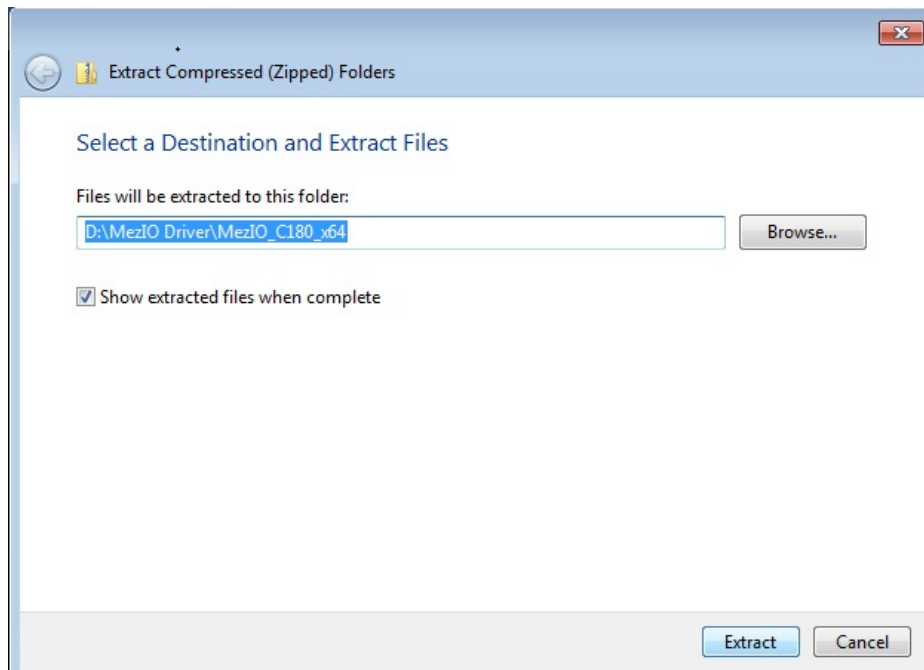 Extract Compressed (Zipped) Folders
Select a Destination and Extract Files
Files will be extracted to this folder:
D:\MezIO Driver\MezIO_C180_x64
Browse...
Show extracted files when complete
Extract
Cancel